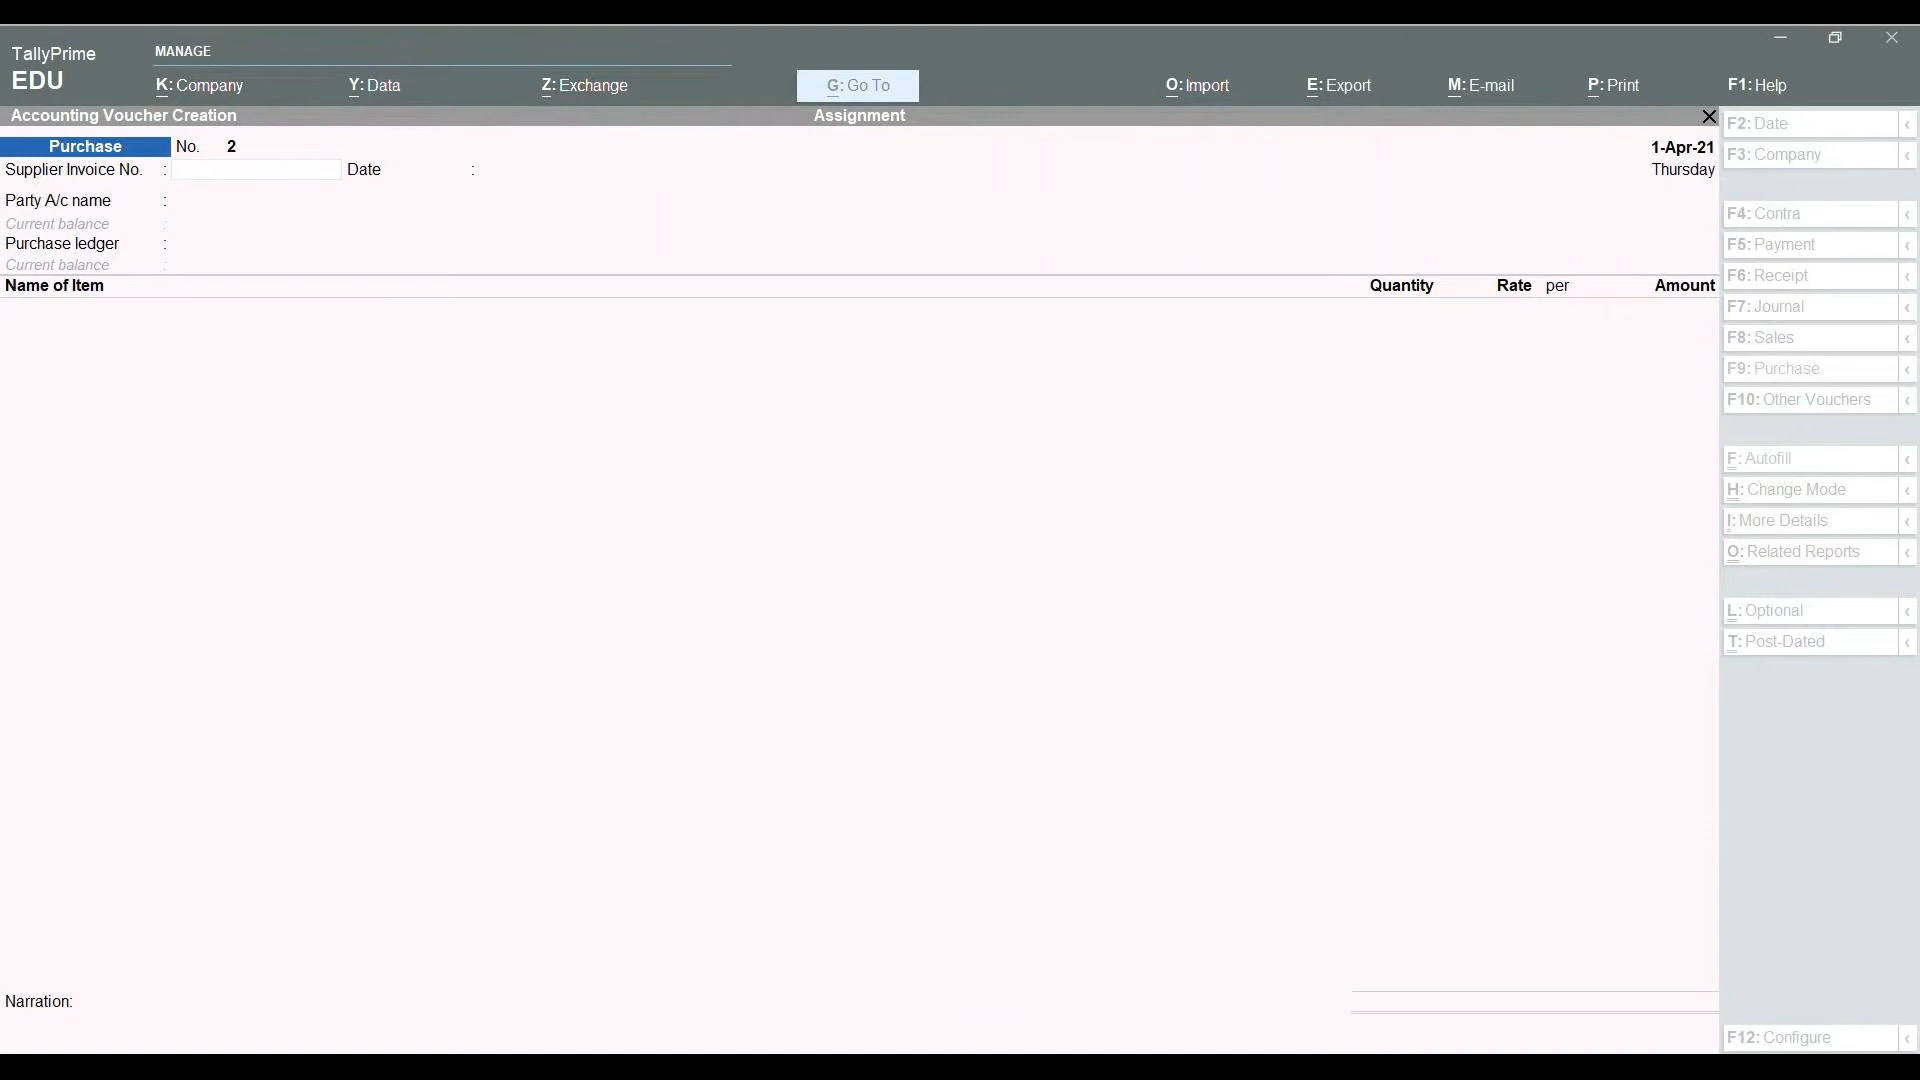 TallyPrime
EDU
MANAGE
K: Company
Y: Data
Z: Exchange
G: Go To
O: Import
E: Export
M: E-mail
P: Print
F1: Help
Accounting Voucher Creation
Assignment
Purchase No. 2
1-Apr-21
Supplier Invoice No. :
Date :
Thursday
Party A/c name :
Current balance :
Purchase ledger :
Current balance :
Name of Item
Quantity Rate per Amount
Narration:
F2: Date
F3: Company
F4: Contra
F5: Payment
F6: Receipt
F7: Journal
F8: Sales
F9: Purchase
F10: Other Vouchers
F: Autofill
H: Change Mode
I: More Details
O: Related Reports
L: Optional
T: Post-Dated
F12: Configure